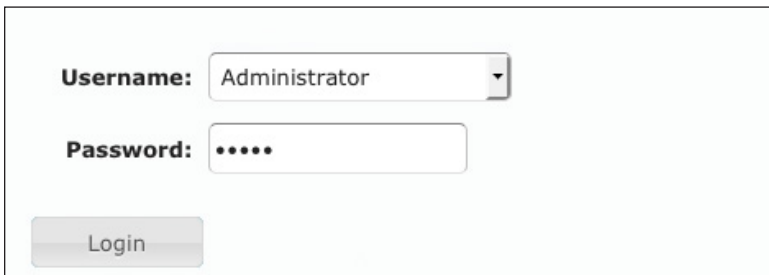 Username: Administrator
Password: •••••
Login